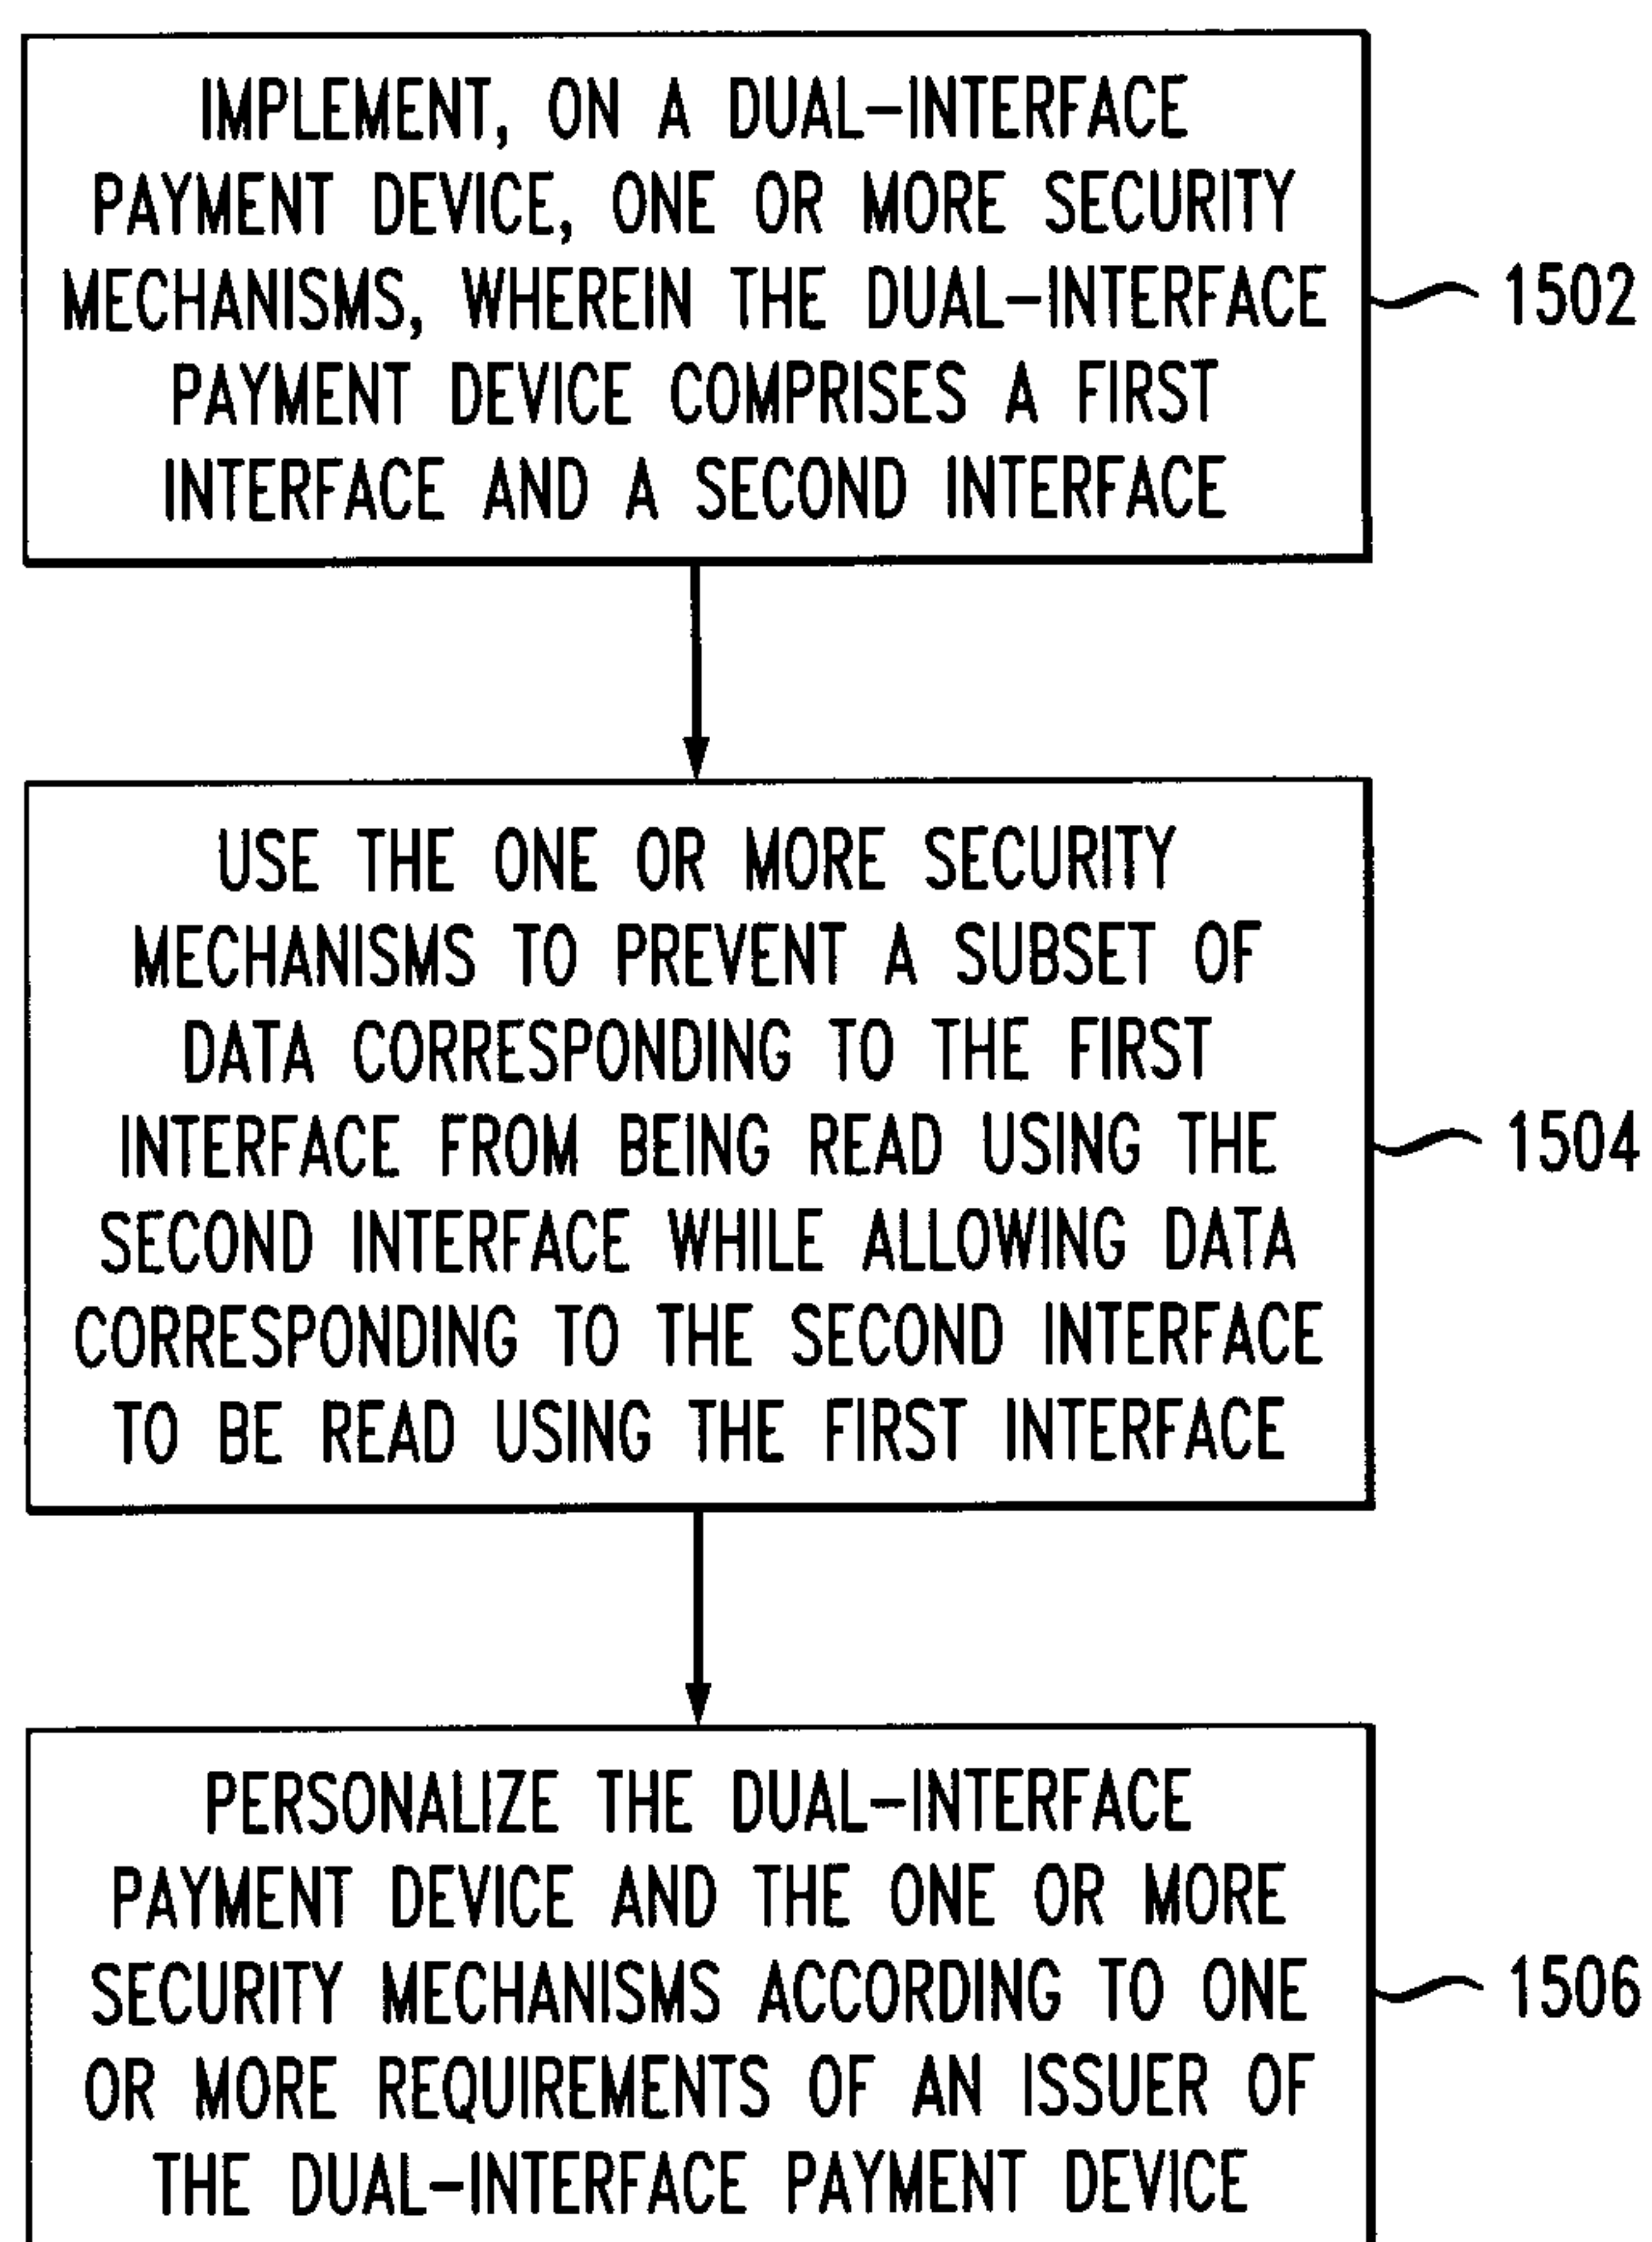 IMPLEMENT, ON A DUAL-INTERFACE
PAYMENT DEVICE, ONE OR MORE SECURITY
MECHANISMS, WHEREIN THE DUAL-INTERFACE
PAYMENT DEVICE COMPRISES A FIRST
INTERFACE AND A SECOND INTERFACE
1502
USE THE ONE OR MORE SECURITY
MECHANISMS TO PREVENT A SUBSET OF
DATA CORRESPONDING TO THE FIRST
INTERFACE FROM BEING READ USING THE
SECOND INTERFACE WHILE ALLOWING DATA
CORRESPONDING TO THE SECOND INTERFACE
TO BE READ USING THE FIRST INTERFACE
1504
PERSONALIZE THE DUAL-INTERFACE
PAYMENT DEVICE AND THE ONE OR MORE
SECURITY MECHANISMS ACCORDING TO ONE
OR MORE REQUIREMENTS OF AN ISSUER OF
THE DUAL-INTERFACE PAYMENT DEVICE
1506